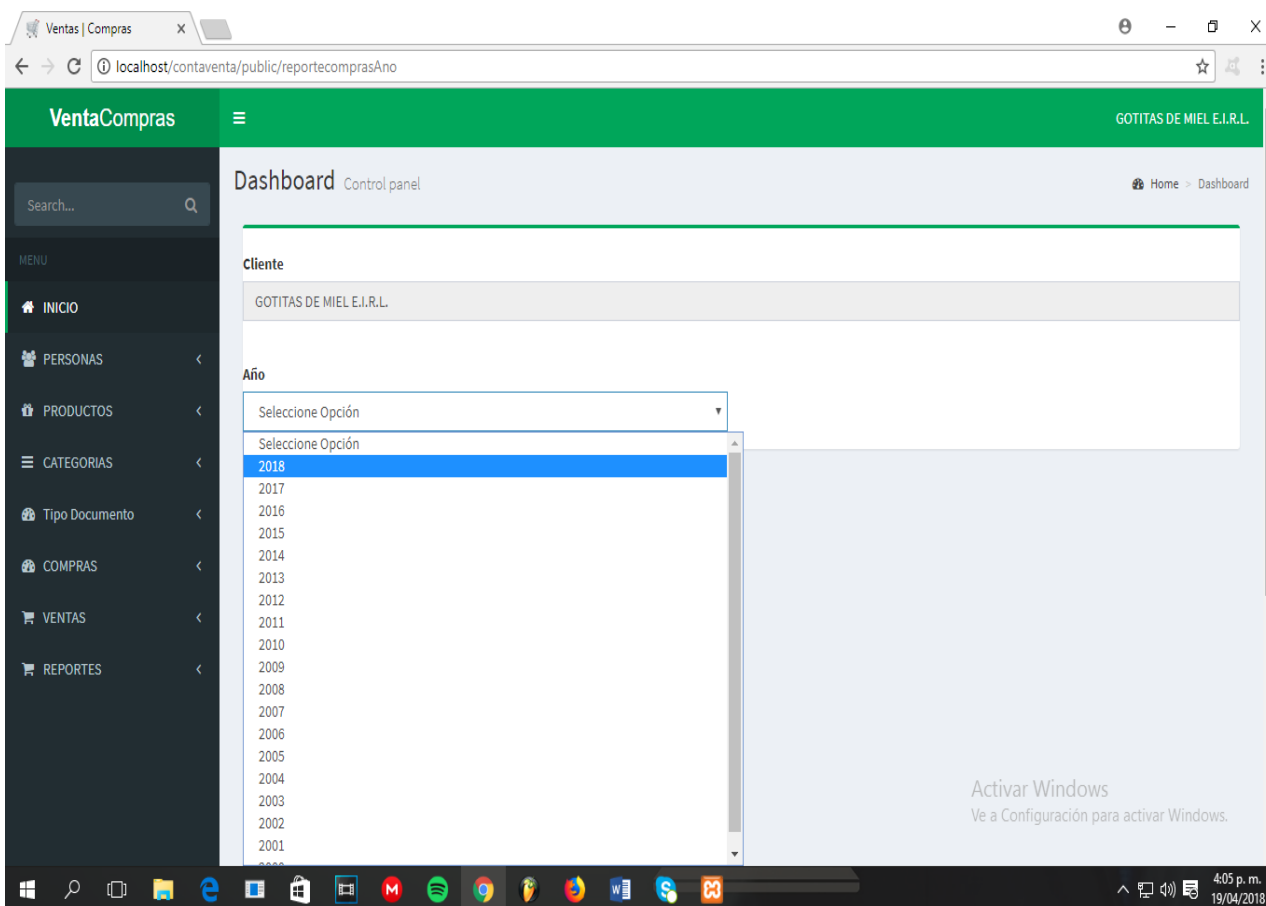 Ventas | Compras
localhost/contaventa/public/reportecomprasAno
VentaCompras
GOTITAS DE MIEL E.I.R.L.
Dashboard Control panel
Home > Dashboard
Search...
MENU
INICIO
PERSONAS
PRODUCTOS
CATEGORIAS
Tipo Documento
COMPRAS
VENTAS
REPORTES
Cliente
GOTITAS DE MIEL E.I.R.L.
Año
Seleccione Opción
Seleccione Opción
2018
2017
2016
2015
2014
2013
2012
2011
2010
2009
2008
2007
2006
2005
2004
2003
2002
2001
Activar Windows
Ve a Configuración para activar Windows.
4:05 p. m.
19/04/2018